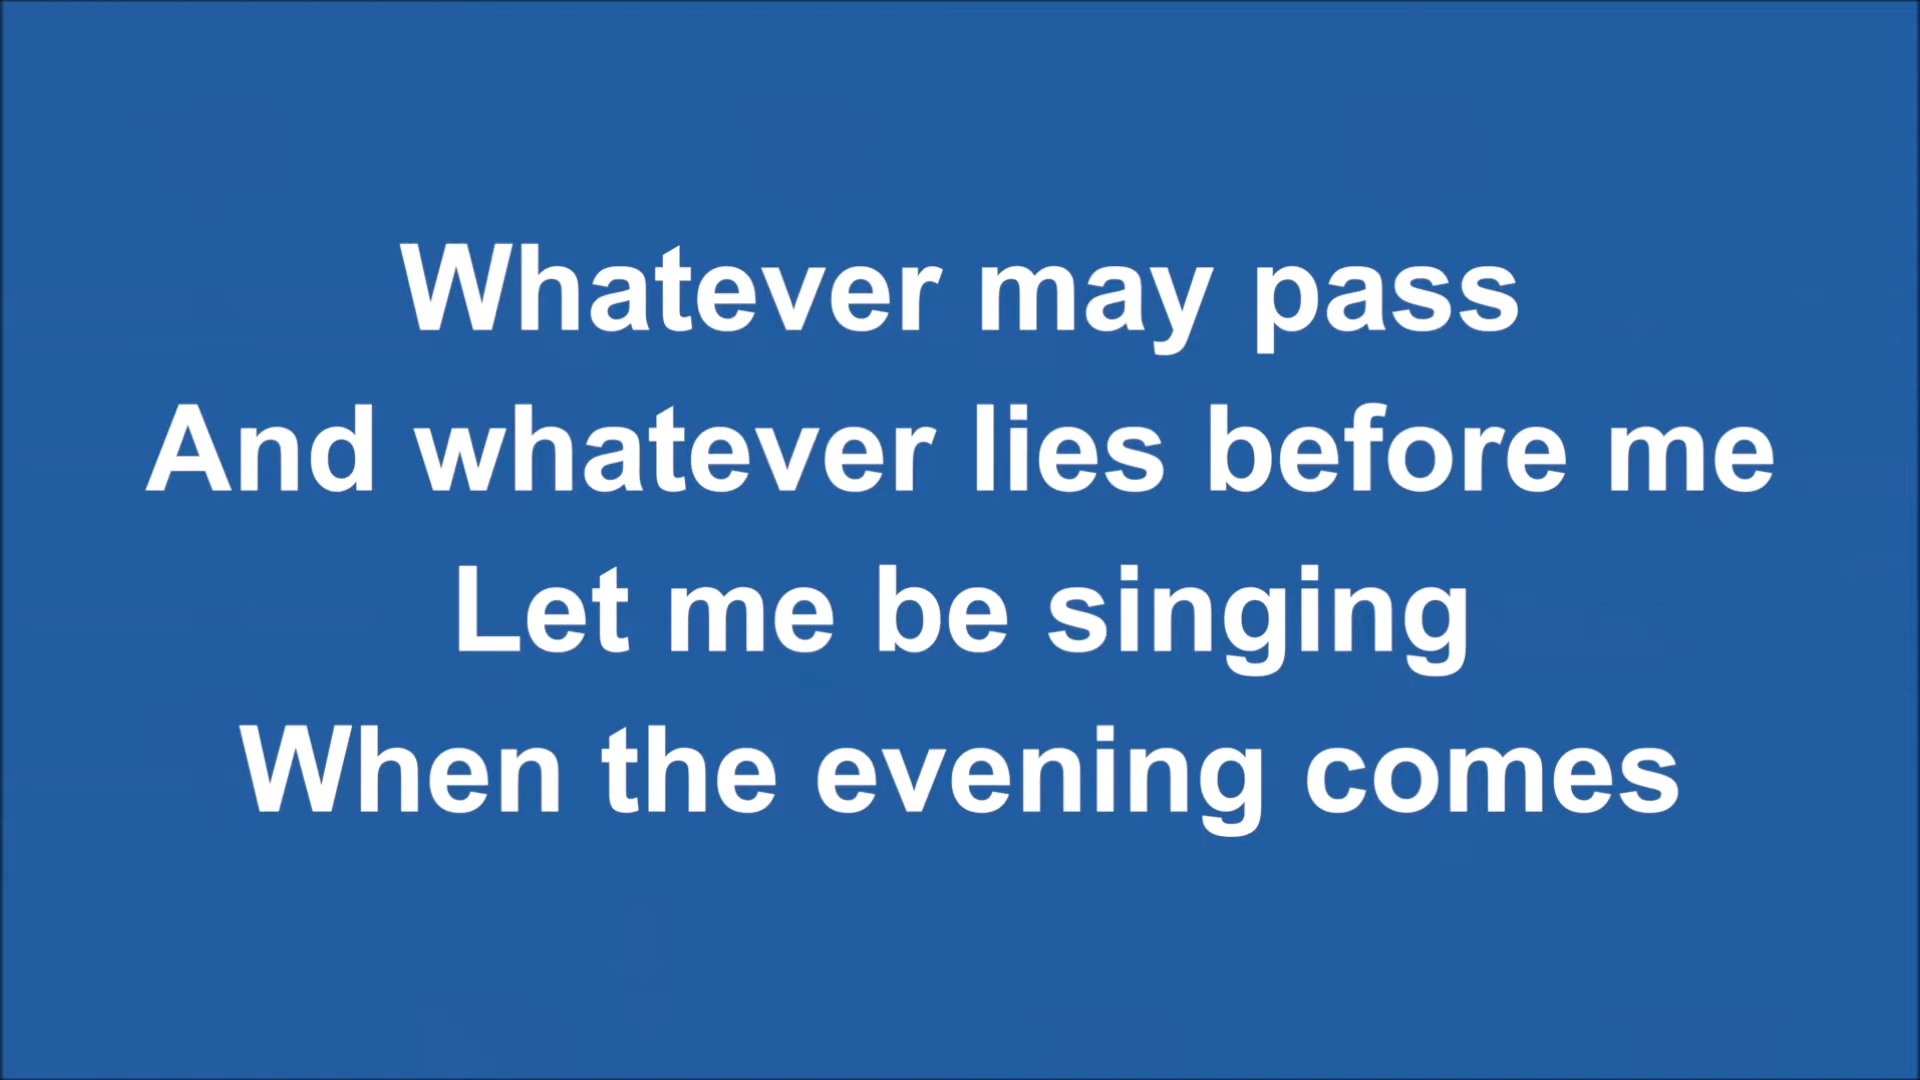 Whatever may pass
And whatever lies before me
Let me be singing
When the evening comes